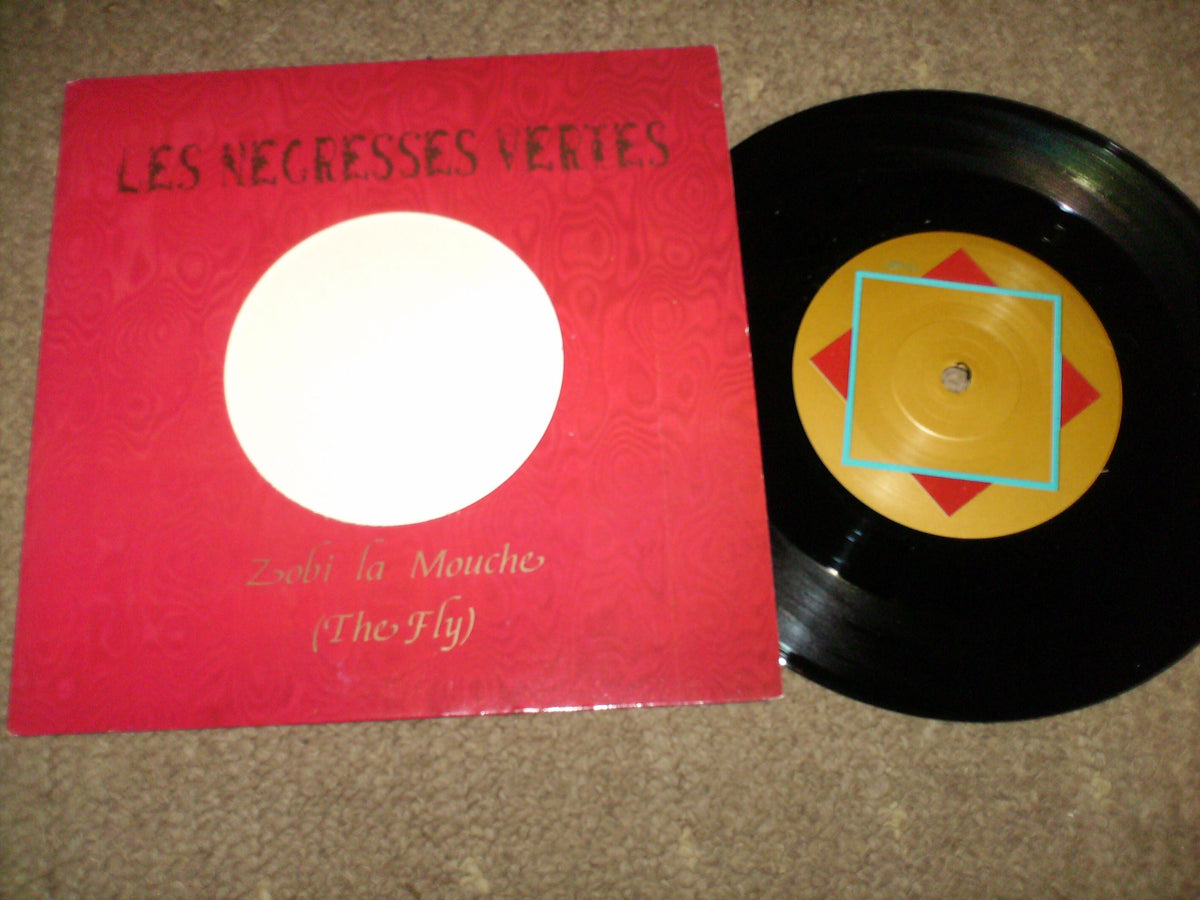 LES NEGRESSES VERTES
Zobi la Mouche
(The Fly)